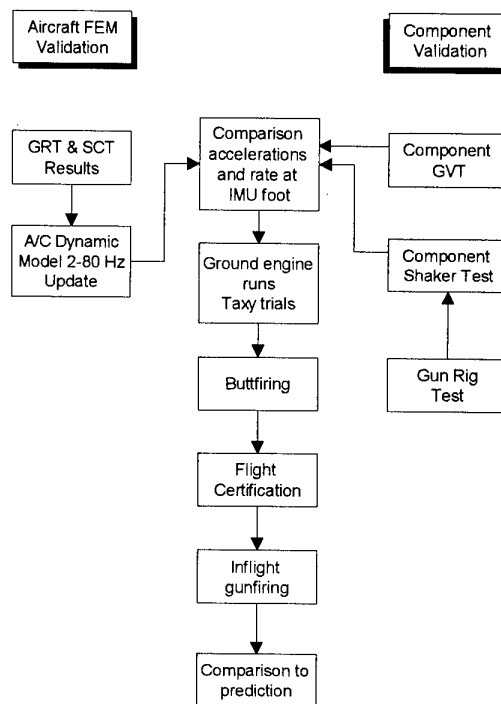 Aircraft FEM
Validation
Component
Validation
GRT & SCT
Results
Comparison
accelerations
and rate at
IMU foot
Component
GVT
A/C Dynamic
Model 2-80 Hz
Update
Ground engine
runs
Taxy trials
Component
Shaker Test
Buttfiring
Gun Rig
Test
Flight
Certification
Inflight
gunfiring
Comparison to
prediction